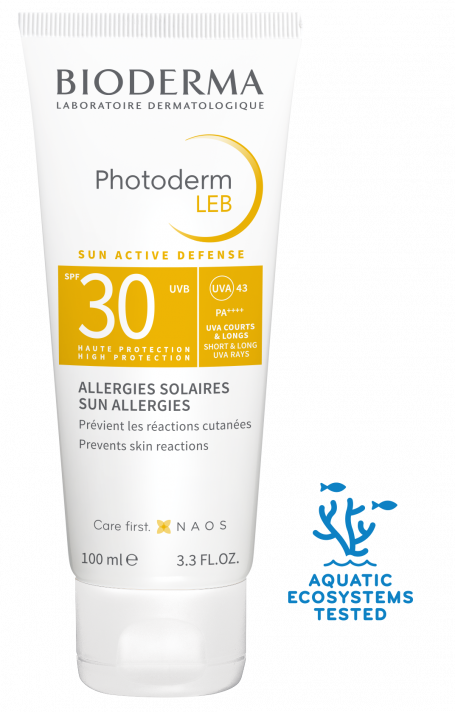 BIODERMA
LABORATOIRE DERMATOLOGIQUE
Photoderm
LEB
SUN ACTIVE DEFENSE
SPF 30 UVB
HAUTE PROTECTION
HIGH PROTECTION
UVA 43
PA++++
UVA COURTS
& LONGS
SHORT & LONG
UVA RAYS
ALLERGIES SOLAIRES
SUN ALLERGIES
Prévient les réactions cutanées
Prevents skin reactions
Care first. NAOS
100 ml ℮ 3.3 FL.OZ.
AQUATIC
ECOSYSTEMS
TESTED